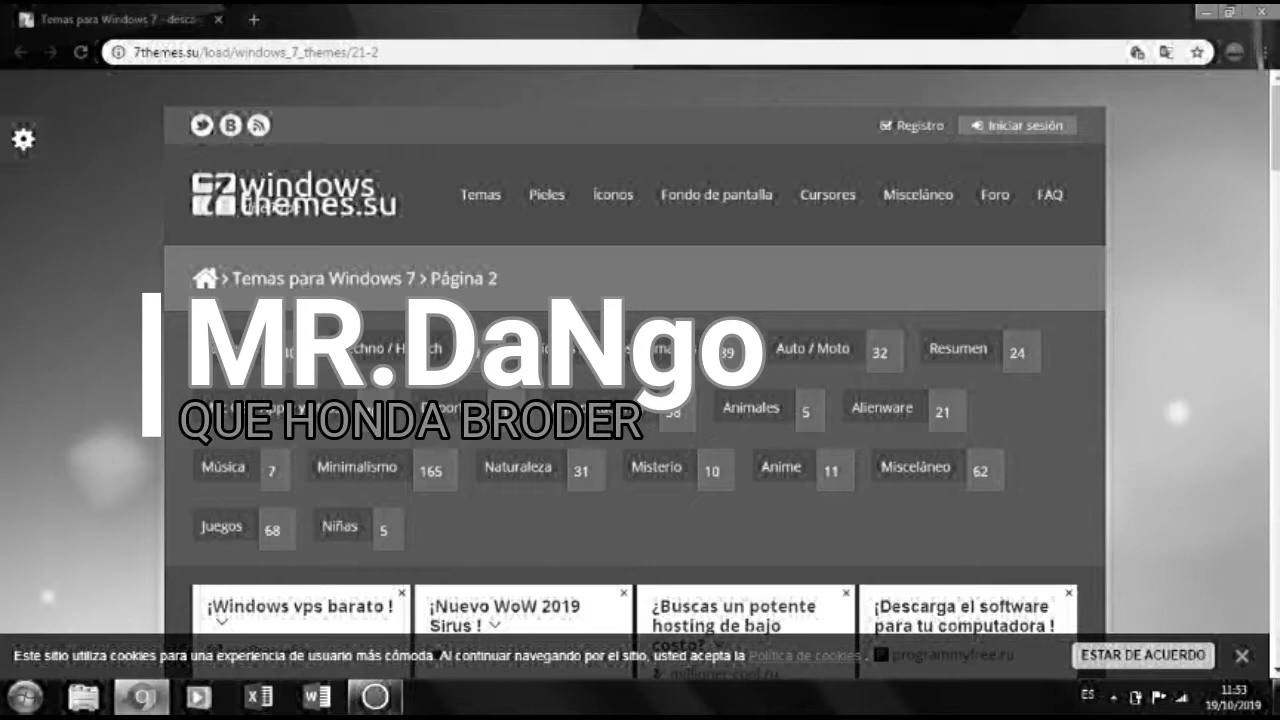 Temas para Windows 7 - desca
7themes.su/load/windows_7_themes/21-2
Registro
Iniciar sesión
windows
themes.su
Temas
Pieles
Íconos
Fondo de pantalla
Cursores
Misceláneo
Foro
FAQ
> Temas para Windows 7 > Página 2
MR.DaNgo
Auto / Moto 32
Resumen 24
QUE HONDA BRODER
Animales 5
Alienware 21
Música 7
Minimalismo 165
Naturaleza 31
Misterio 10
Anime 11
Misceláneo 62
Juegos 68
Niñas 5
¡Windows vps barato !
¡Nuevo WoW 2019
Sirus !
¿Buscas un potente
hosting de bajo
costo?
¡Descarga el software
para tu computadora !
Este sitio utiliza cookies para una experiencia de usuario más cómoda. Al continuar navegando por el sitio, usted acepta la Política de cookies .
programmyfree.ru
ESTAR DE ACUERDO
ES
11:53
19/10/2019